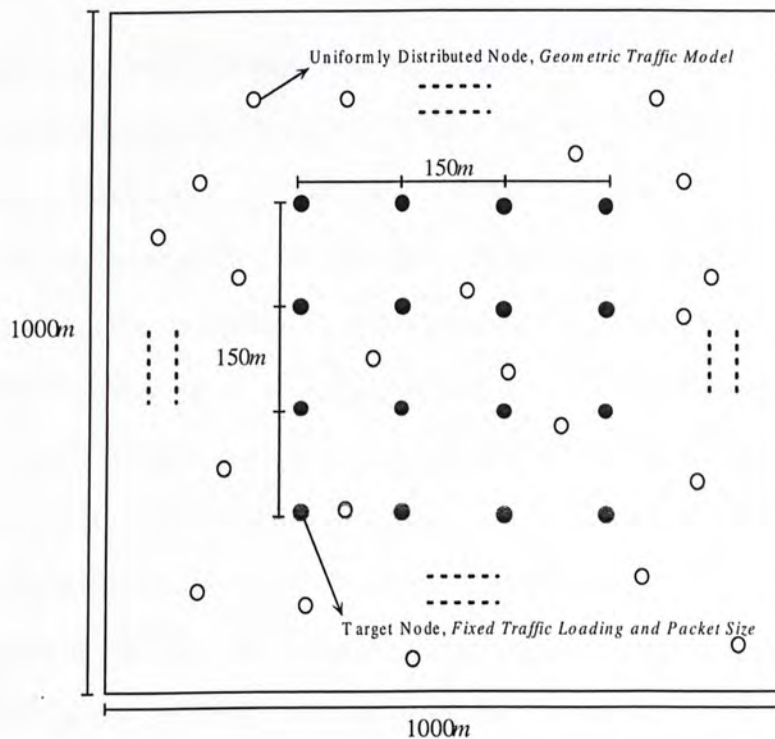 Uniformly Distributed Node, Geometric Traffic Model
150m
1000m
150m
Target Node, Fixed Traffic Loading and Packet Size
1000m